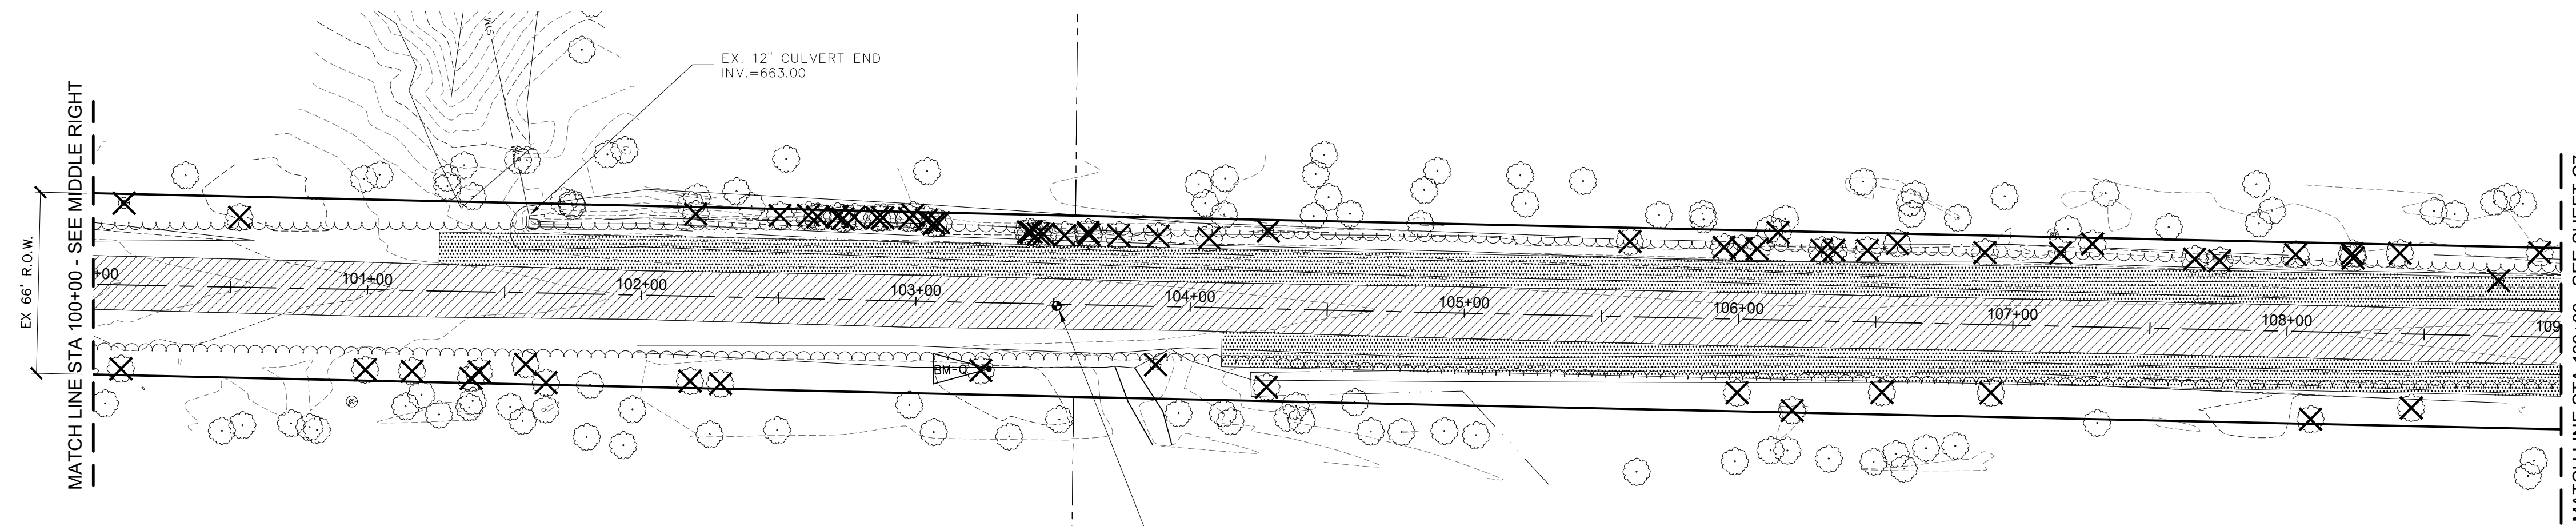 MTS
EX. 12" CULVERT END
INV.=663.00
MATCH LINE STA 100+00 - SEE MIDDLE RIGHT
EX 66' R.O.W.
+00
101+00
102+00
103+00
104+00
105+00
106+00
107+00
108+00
109
BM-Q